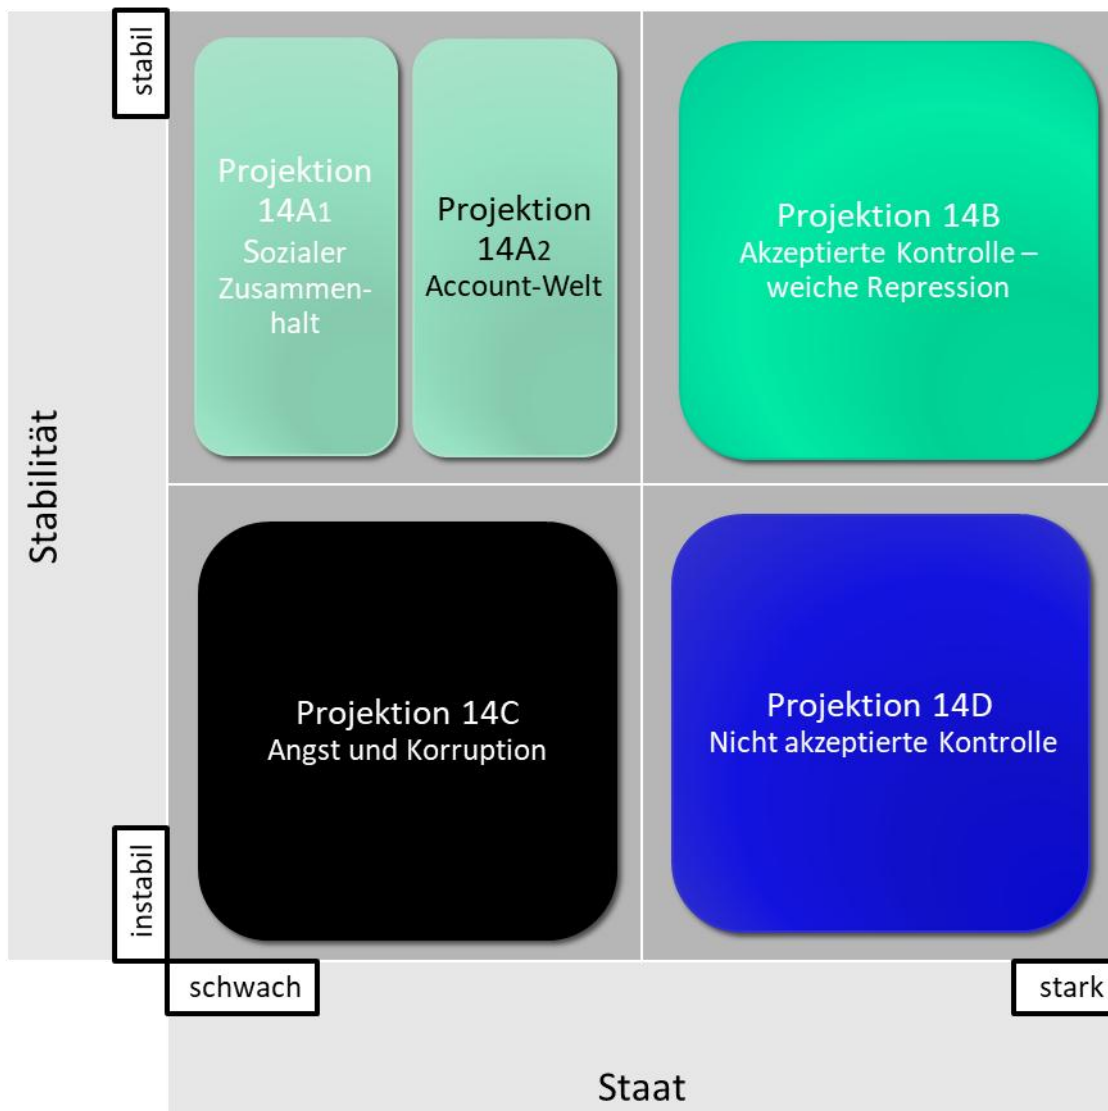 stabil
Projektion
14A1
Sozialer
Zusammen-
halt
Projektion
14A2
Account-Welt
Projektion 14B
Akzeptierte Kontrolle –
weiche Repression
Stabilität
Projektion 14C
Angst und Korruption
Projektion 14D
Nicht akzeptierte Kontrolle
instabil
schwach
stark
Staat